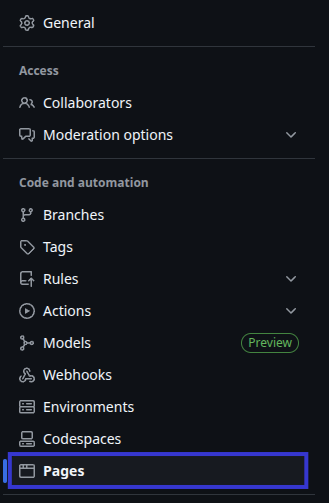 General
Access
Collaborators
Moderation options
Code and automation
Branches
Tags
Rules
Actions
Models Preview
Webhooks
Environments
Codespaces
Pages